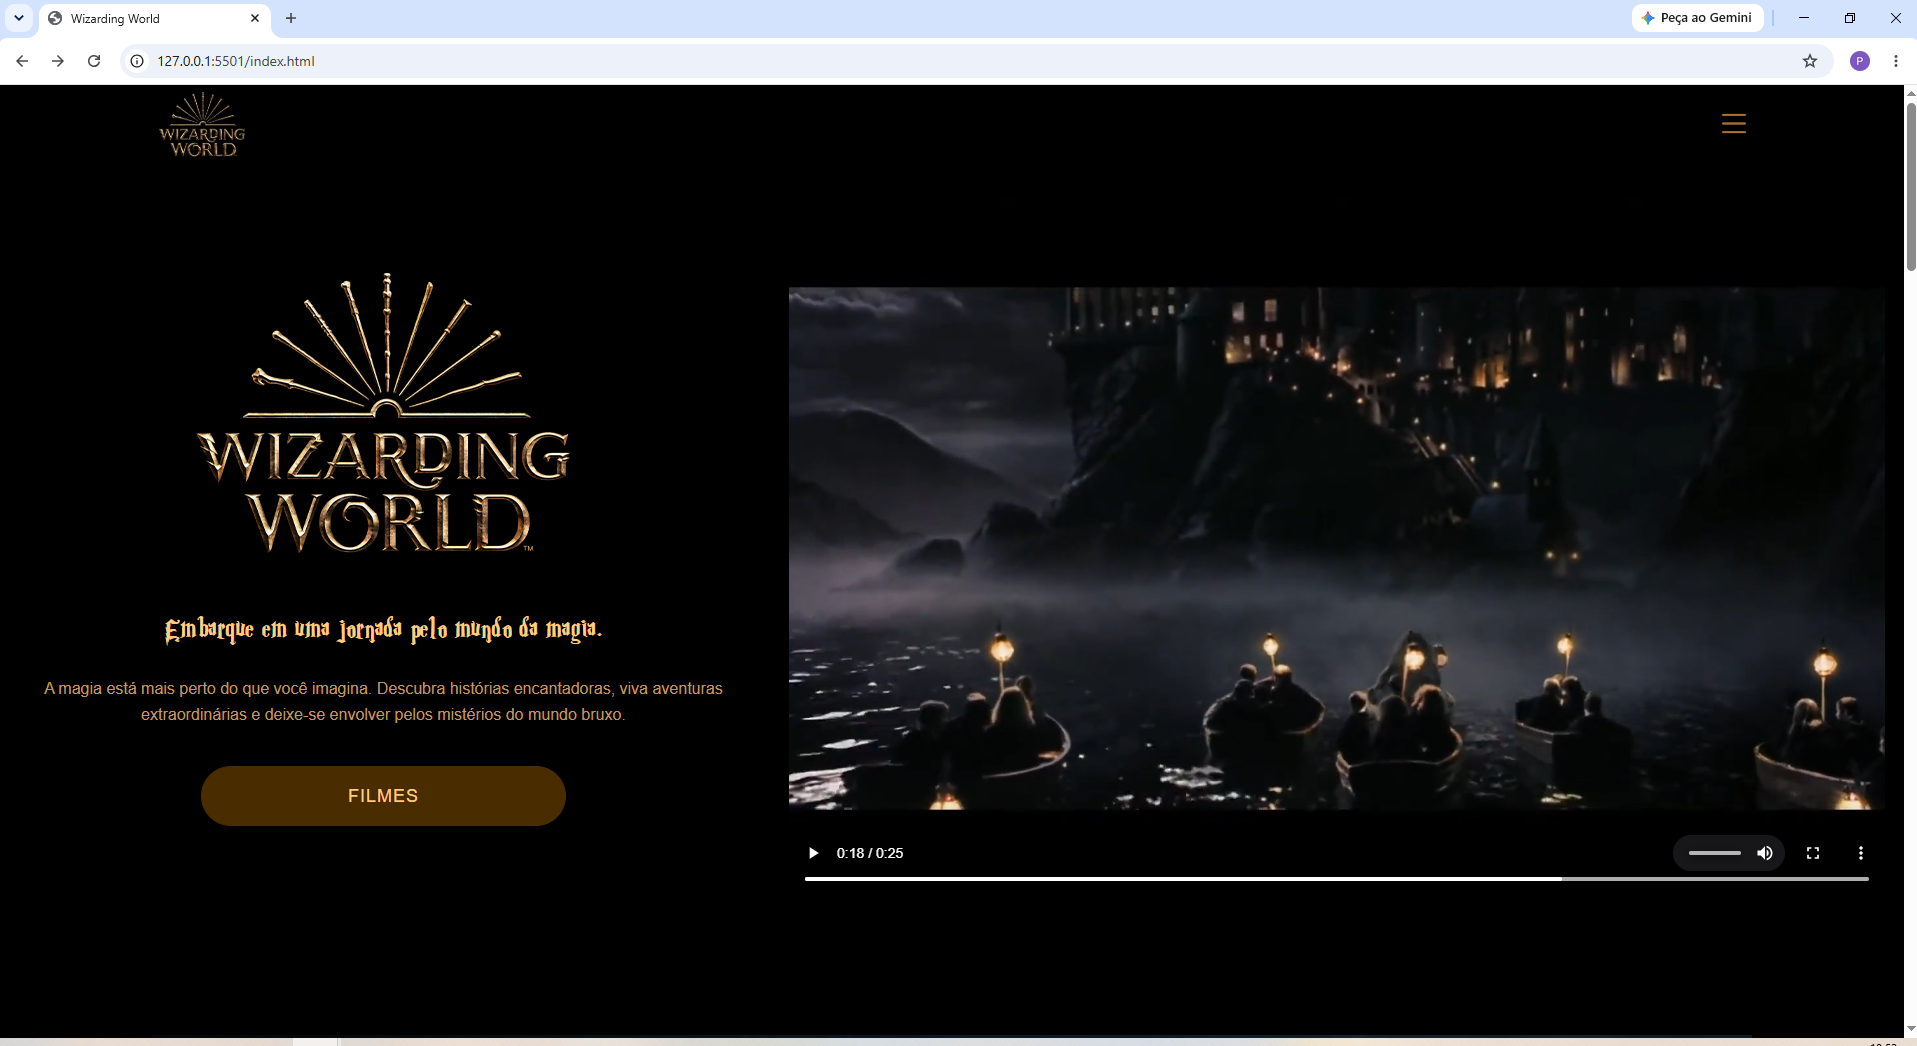 Wizarding World
Peça ao Gemini
127.0.0.1:5501/index.html
P
WIZARDING
WORLD
WIZARDING
WORLD
TM
Embarque em uma jornada pelo mundo da magia.
A magia está mais perto do que você imagina. Descubra histórias encantadoras, viva aventuras
extraordinárias e deixe-se envolver pelos mistérios do mundo bruxo.
FILMES
0:18 / 0:25